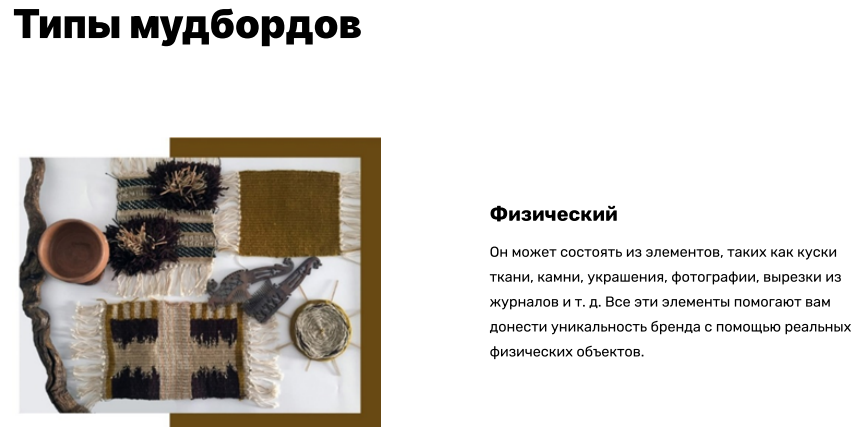 Типы мудбордов
Физический
Он может состоять из элементов, таких как куски
ткани, камни, украшения, фотографии, вырезки из
журналов и т. д. Все эти элементы помогают вам
донести уникальность бренда с помощью реальных
физических объектов.